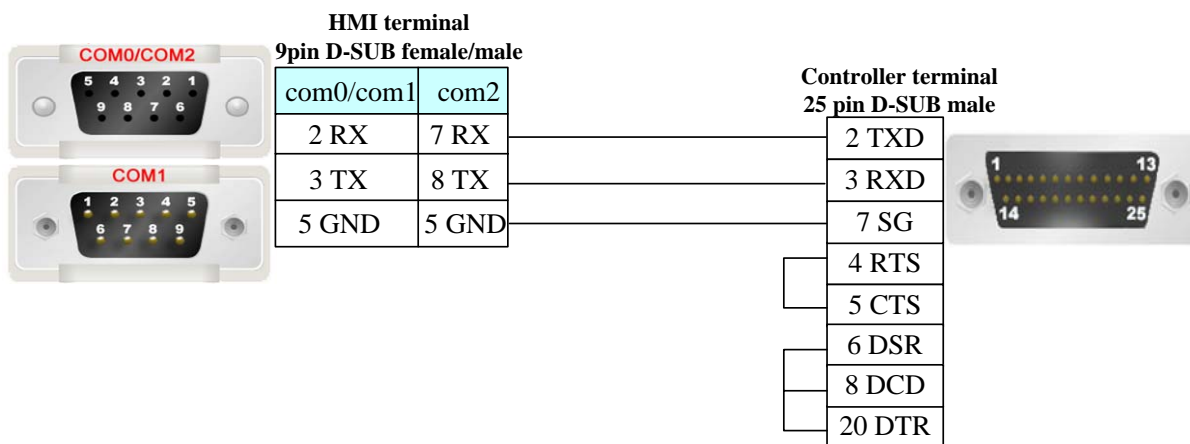 HMI terminal
9pin D-SUB female/male
COM0/COM2
5 4 3 2 1
9 8 7 6
COM1
1 2 3 4 5
6 7 8 9
com0/com1 com2
2 RX 7 RX
3 TX 8 TX
5 GND 5 GND
Controller terminal
25 pin D-SUB male
2 TXD
3 RXD
7 SG
4 RTS
5 CTS
6 DSR
8 DCD
20 DTR
1 13
14 25